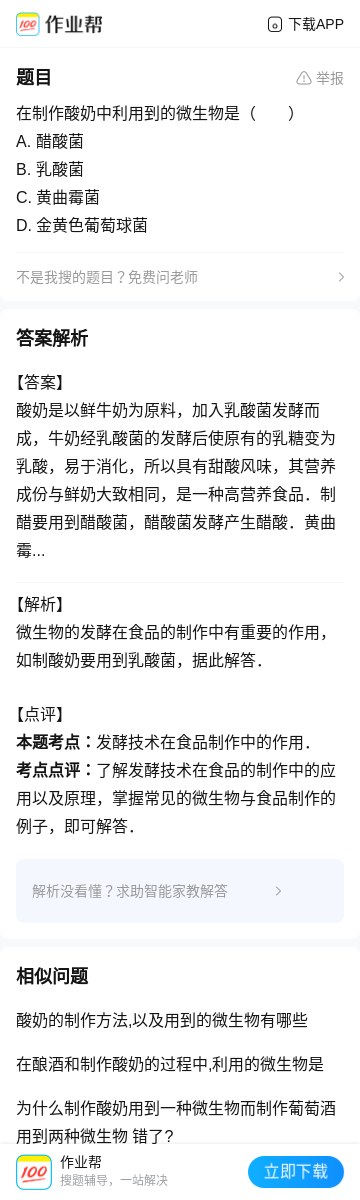 作业帮
下载APP
题目
举报
在制作酸奶中利用到的微生物是（　　）
A. 醋酸菌
B. 乳酸菌
C. 黄曲霉菌
D. 金黄色葡萄球菌
不是我搜的题目？免费问老师
答案解析
【答案】
酸奶是以鲜牛奶为原料，加入乳酸菌发酵而
成，牛奶经乳酸菌的发酵后使原有的乳糖变为
乳酸，易于消化，所以具有甜酸风味，其营养
成份与鲜奶大致相同，是一种高营养食品．制
醋要用到醋酸菌，醋酸菌发酵产生醋酸．黄曲
霉...
【解析】
微生物的发酵在食品的制作中有重要的作用，
如制酸奶要用到乳酸菌，据此解答．
【点评】
本题考点：发酵技术在食品制作中的作用．
考点点评：了解发酵技术在食品的制作中的应
用以及原理，掌握常见的微生物与食品制作的
例子，即可解答．
解析没看懂？求助智能家教解答
相似问题
酸奶的制作方法,以及用到的微生物有哪些
在酿酒和制作酸奶的过程中,利用的微生物是
为什么制作酸奶用到一种微生物而制作葡萄酒
用到两种微生物 错了?
100
作业帮
搜题辅导，一站解决
立即下载